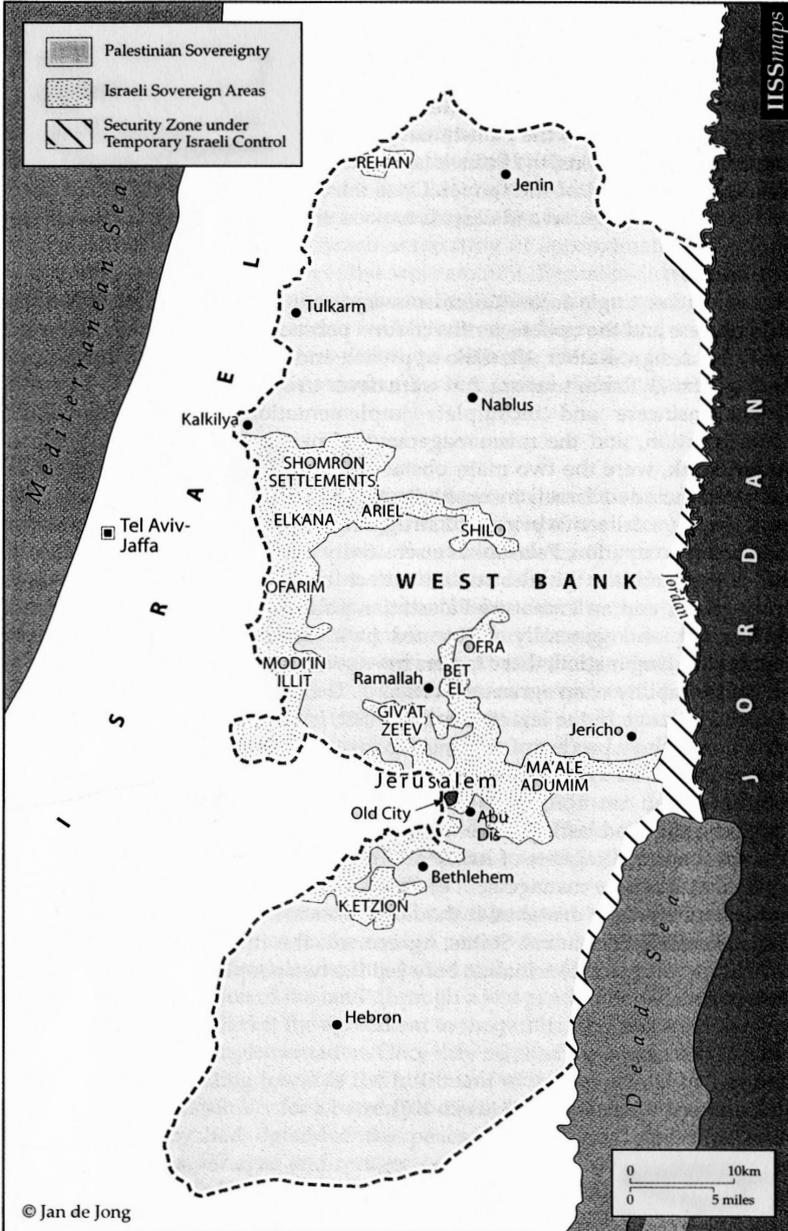 Palestinian Sovereignty
Israeli Sovereign Areas
Security Zone under
Temporary Israeli Control
IISSmaps
Mediterranean Sea
ISRAEL
REHAN
Jenin
Tulkarm
Nablus
Kalkilya
SHOMRON
SETTLEMENTS
Tel Aviv-
Jaffa
ELKANA
ARIEL
SHILO
WEST BANK
Jordan
JORDAN
OFARIM
OFRA
MODI'IN
ILLIT
BET
EL
Ramallah
GIV'AT
ZE'EV
Jericho
MA'ALE
ADUMIM
Jerusalem
Old City
Abu
Dis
Bethlehem
K.ETZION
Hebron
Dead Sea
0 10km
0 5 miles
© Jan de Jong